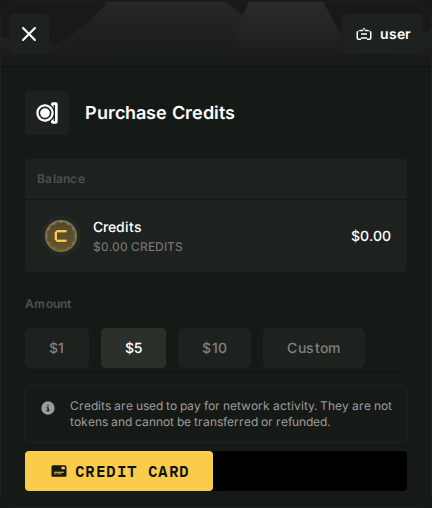 user
Purchase Credits
Balance
Credits
$0.00 CREDITS
$0.00
Amount
$1
$5
$10
Custom
Credits are used to pay for network activity. They are not
tokens and cannot be transferred or refunded.
CREDIT CARD